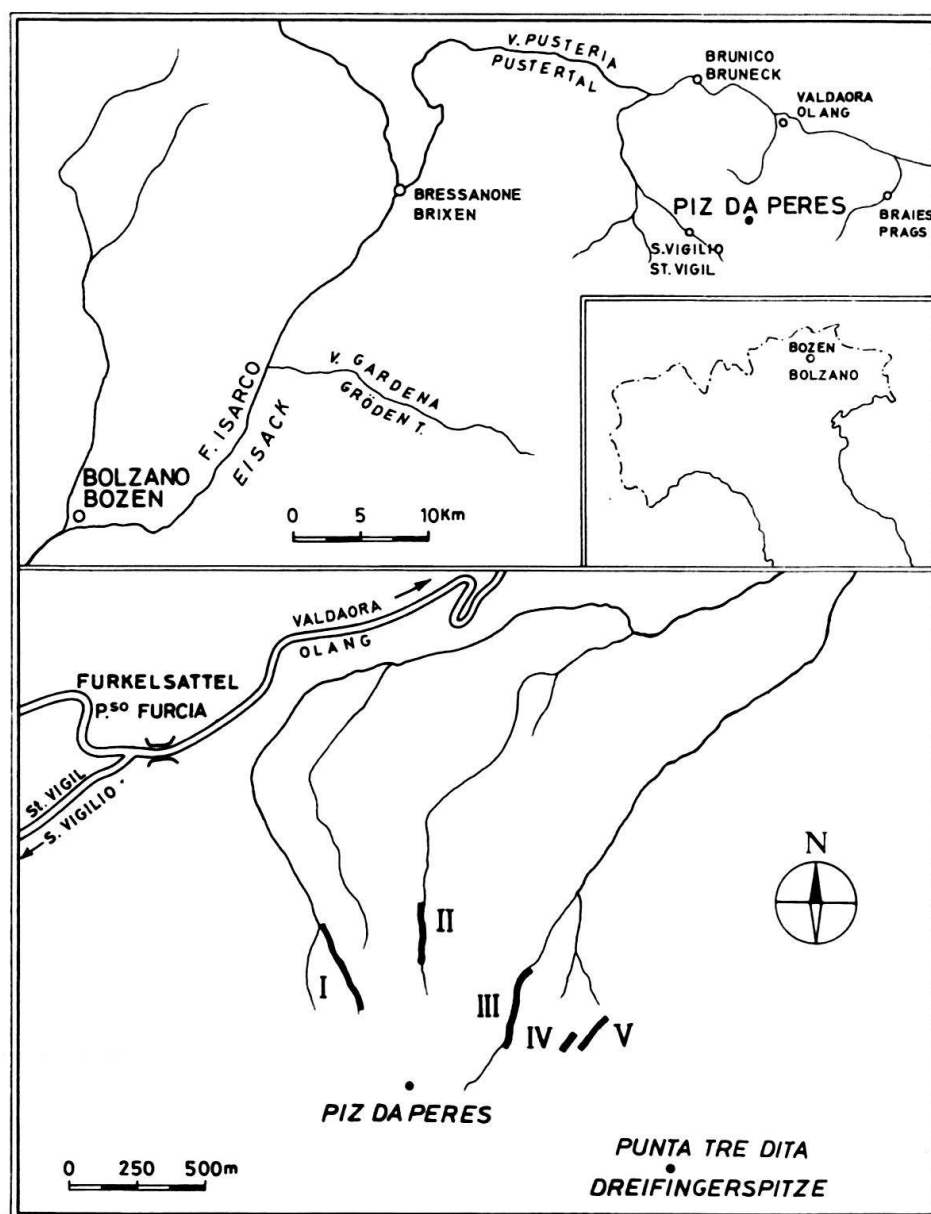 V. PUSTERIA
PUSTERTAL
BRUNICO
BRUNECK
VALDAORA
OLANG
BRESSANONE
BRIXEN
PIZ DA PERES
S.VIGILIO
ST. VIGIL
BRAIES
PRAGS
V. GARDENA
GRÖDEN T.
F. ISARCO
EISACK
BOLZANO
BOZEN
0 5 10 Km
BOZEN
BOLZANO
VALDAORA
OLANG
FURKELSATTEL
P.SO FURCIA
St. VIGIL
S. VIGILIO
N
I
II
III
IV
V
PIZ DA PERES
0 250 500m
PUNTA TRE DITA
DREIFINGERSPITZE